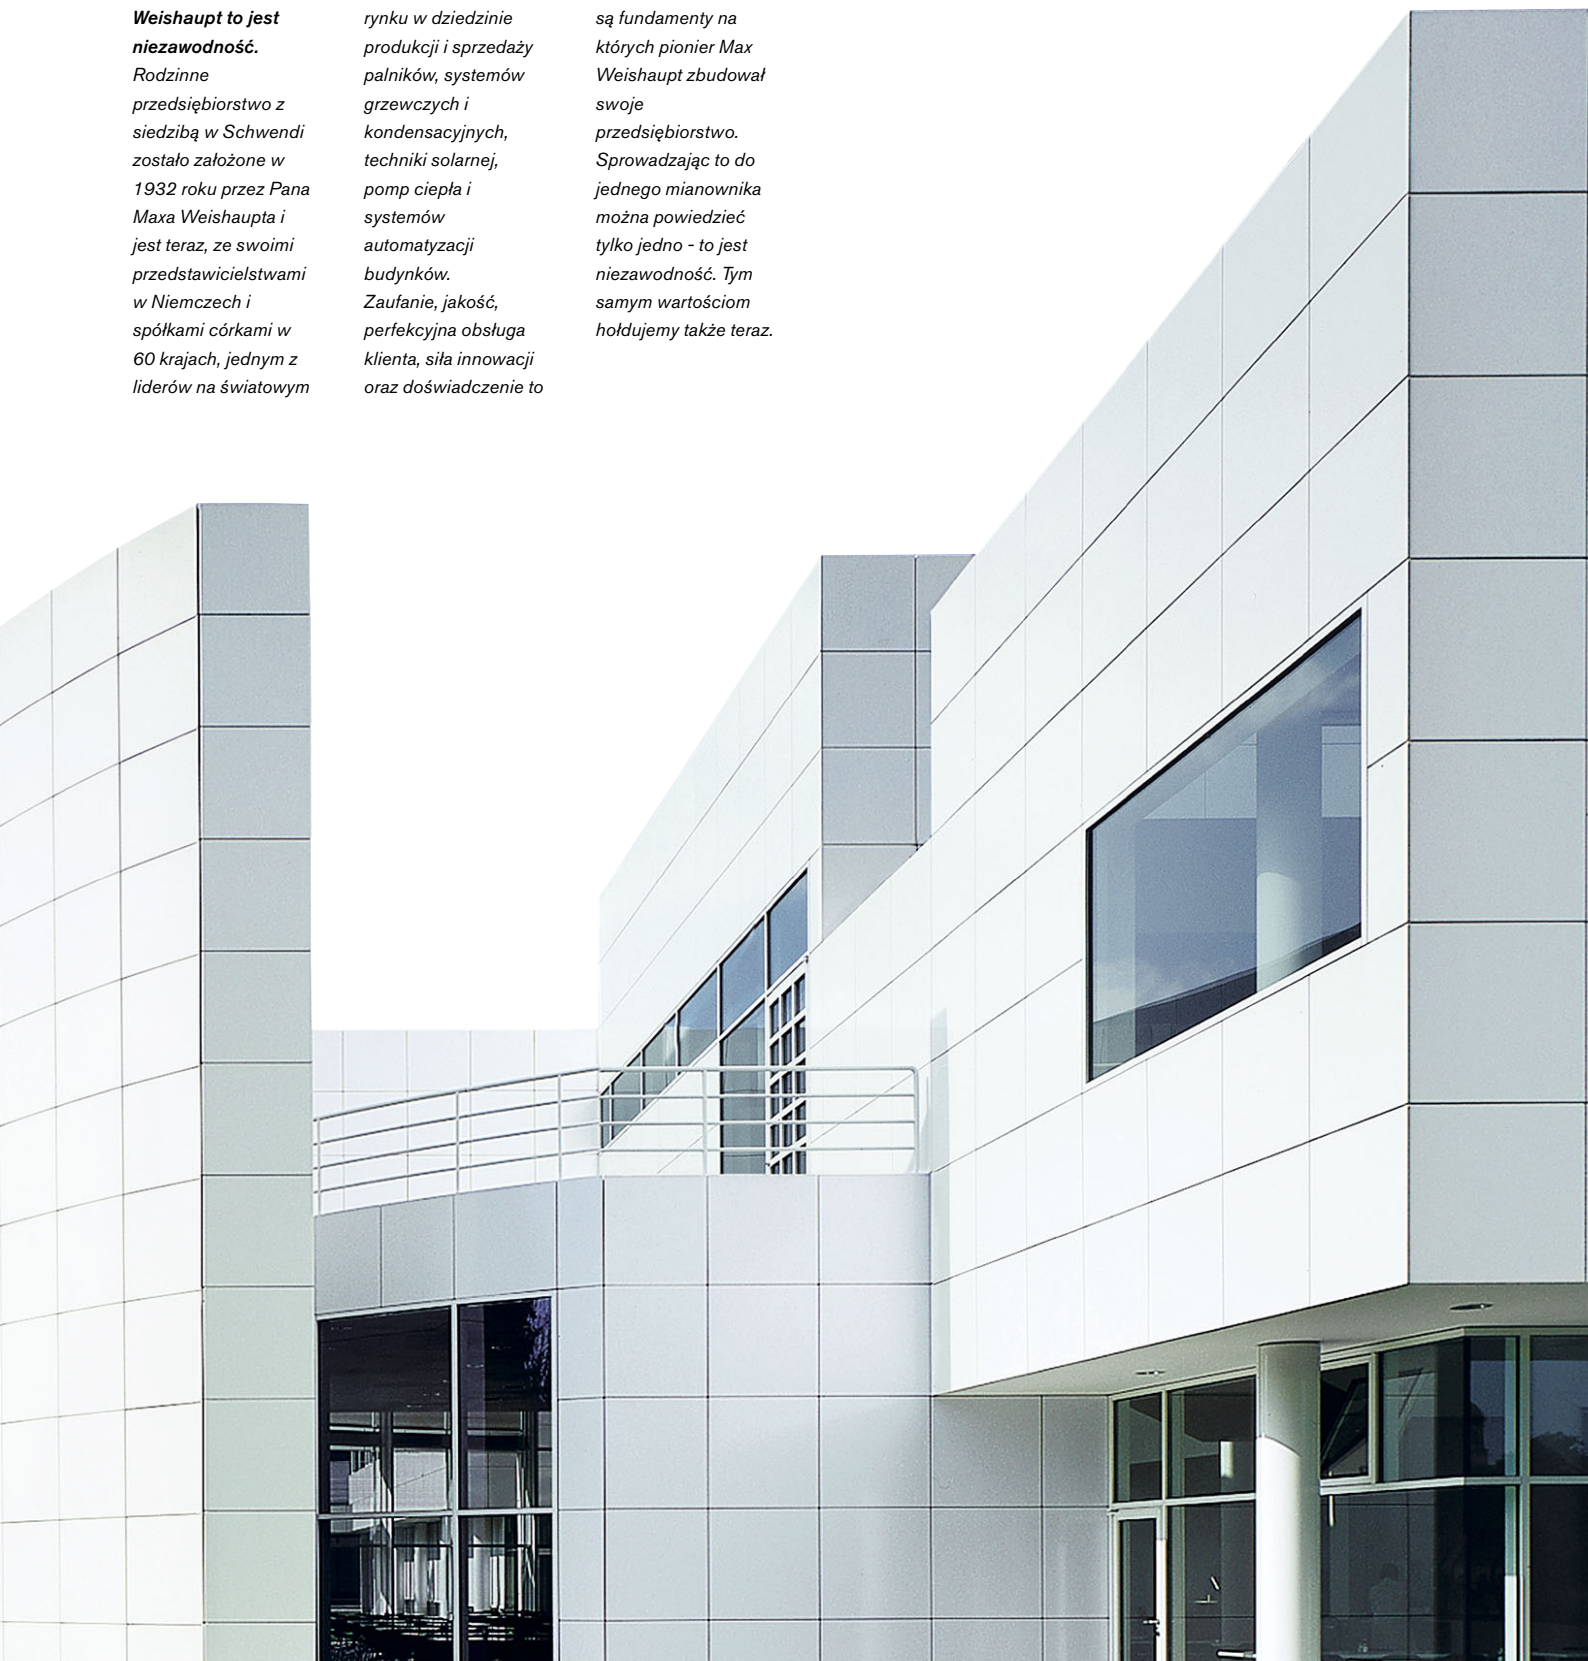 Weishaupt to jest
niezawodność.
Rodzinne
przedsiębiorstwo z
siedzibą w Schwendi
zostało założone w
1932 roku przez Pana
Maxa Weishaupta i
jest teraz, ze swoimi
przedstawicielstwami
w Niemczech i
spółkami córkami w
60 krajach, jednym z
liderów na światowym
rynku w dziedzinie
produkcji i sprzedaży
palników, systemów
grzewczych i
kondensacyjnych,
techniki solarnej,
pomp ciepła i
systemów
automatyzacji
budynków.
Zaufanie, jakość,
perfekcyjna obsługa
klienta, siła innowacji
oraz doświadczenie to
są fundamenty na
których pionier Max
Weishaupt zbudował
swoje
przedsiębiorstwo.
Sprowadzając to do
jednego mianownika
można powiedzieć
tylko jedno - to jest
niezawodność. Tym
samym wartościom
hołdujemy także teraz.